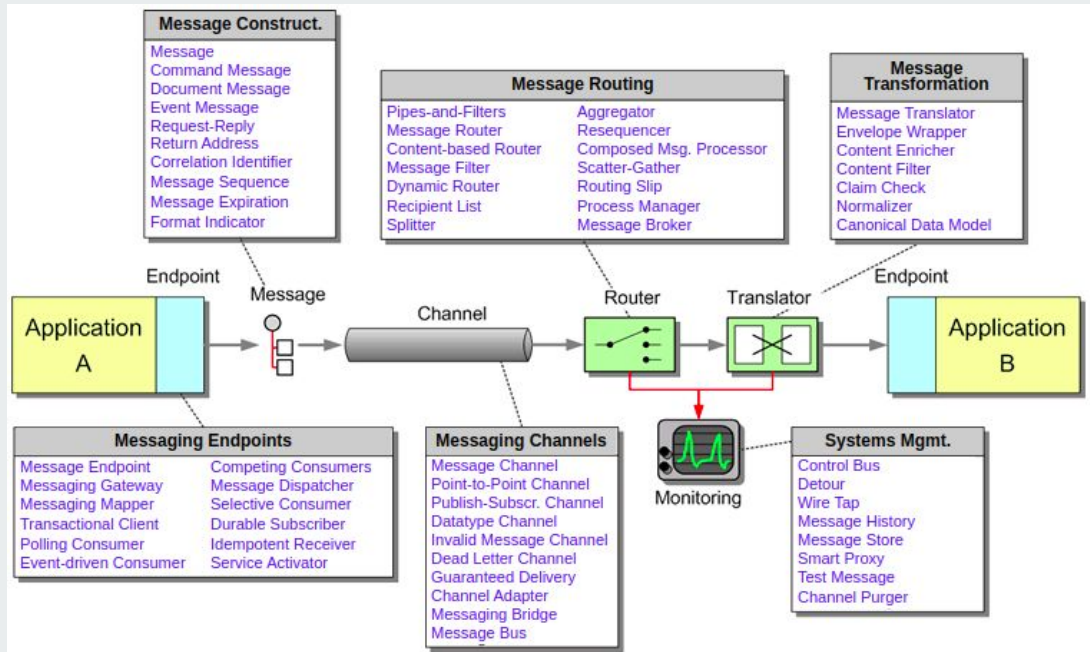 Message Construct.
Message
Command Message
Document Message
Event Message
Request-Reply
Return Address
Correlation Identifier
Message Sequence
Message Expiration
Format Indicator
Message Routing
Pipes-and-Filters
Message Router
Content-based Router
Message Filter
Dynamic Router
Recipient List
Splitter
Aggregator
Resequencer
Composed Msg. Processor
Scatter-Gather
Routing Slip
Process Manager
Message Broker
Message
Transformation
Message Translator
Envelope Wrapper
Content Enricher
Content Filter
Claim Check
Normalizer
Canonical Data Model
Endpoint
Message
Channel
Router
Translator
Endpoint
Application
A
Application
B
Messaging Endpoints
Message Endpoint
Messaging Gateway
Messaging Mapper
Transactional Client
Polling Consumer
Event-driven Consumer
Competing Consumers
Message Dispatcher
Selective Consumer
Durable Subscriber
Idempotent Receiver
Service Activator
Messaging Channels
Message Channel
Point-to-Point Channel
Publish-Subscr. Channel
Datatype Channel
Invalid Message Channel
Dead Letter Channel
Guaranteed Delivery
Channel Adapter
Messaging Bridge
Message Bus
Monitoring
Systems Mgmt.
Control Bus
Detour
Wire Tap
Message History
Message Store
Smart Proxy
Test Message
Channel Purger